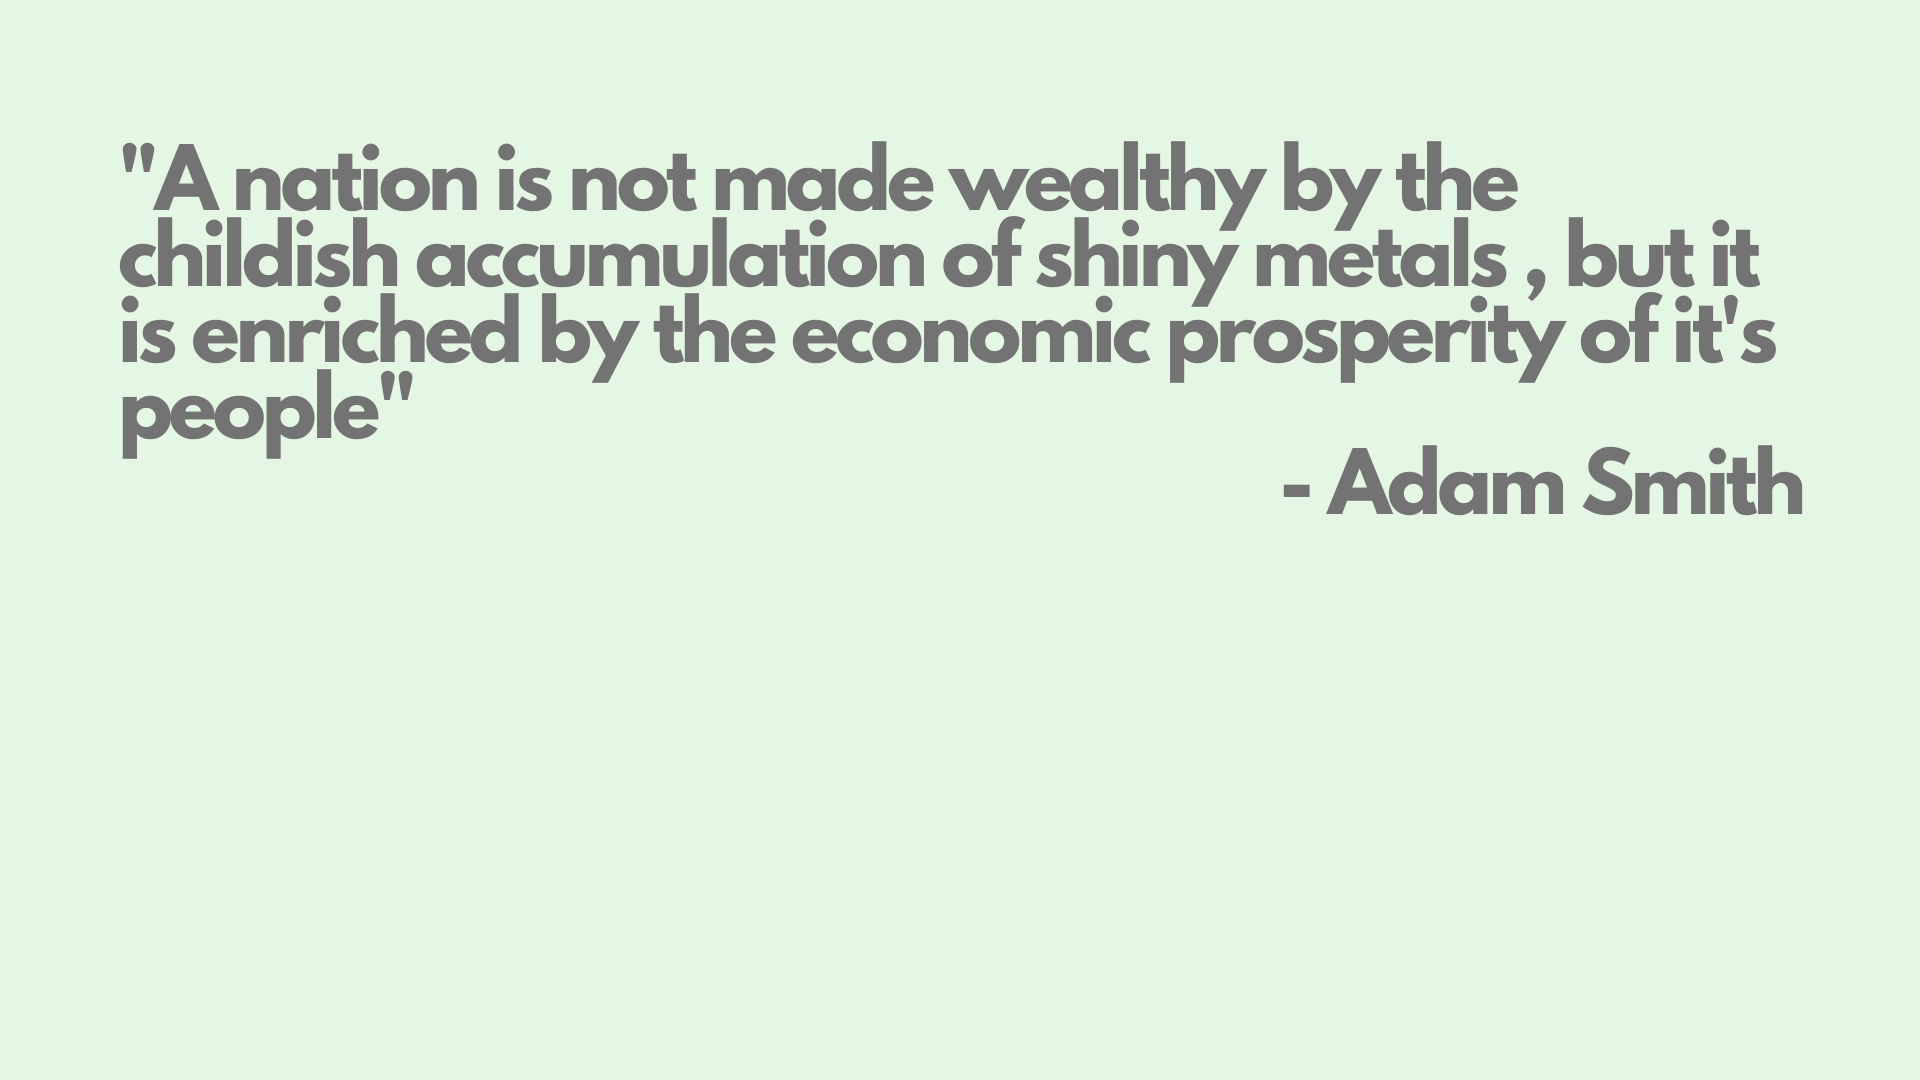 "A nation is not made wealthy by the
childish accumulation of shiny metals , but it
is enriched by the economic prosperity of it's
people"
- Adam Smith